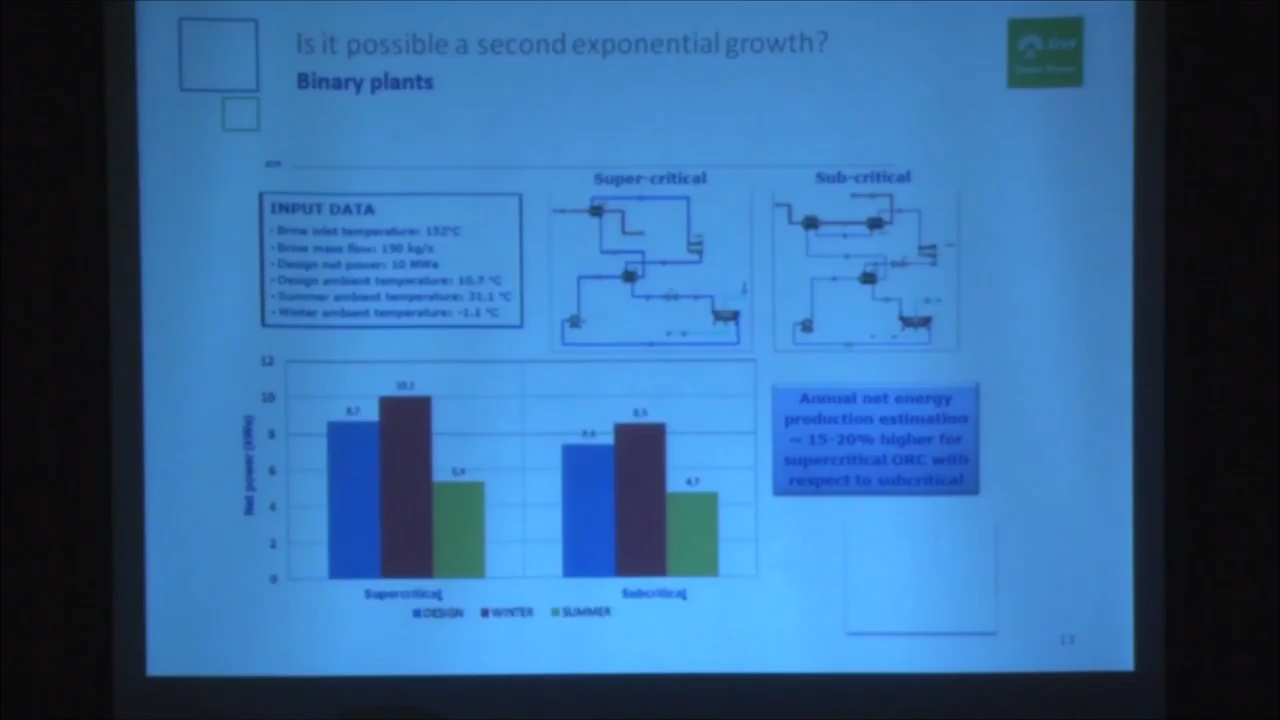 Is it possible a second exponential growth?
Binary plants
Enel
Green Power
Super-critical
Sub-critical
INPUT DATA
• Brine inlet temperature: 152°C
• Brine mass flow: 190 kg/s
• Design net power: 10 MWe
• Design ambient temperature: 10.7 °C
• Summer ambient temperature: 31.1 °C
• Winter ambient temperature: -1.1 °C
12
10
8
6
4
2
0
Net power
8,7
10,1
5,4
8,5
4,7
Supercritical
Subcritical
DESIGN WINTER SUMMER
Annual net energy
production estimation
~ 15-20% higher for
supercritical ORC with
respect to subcritical
13